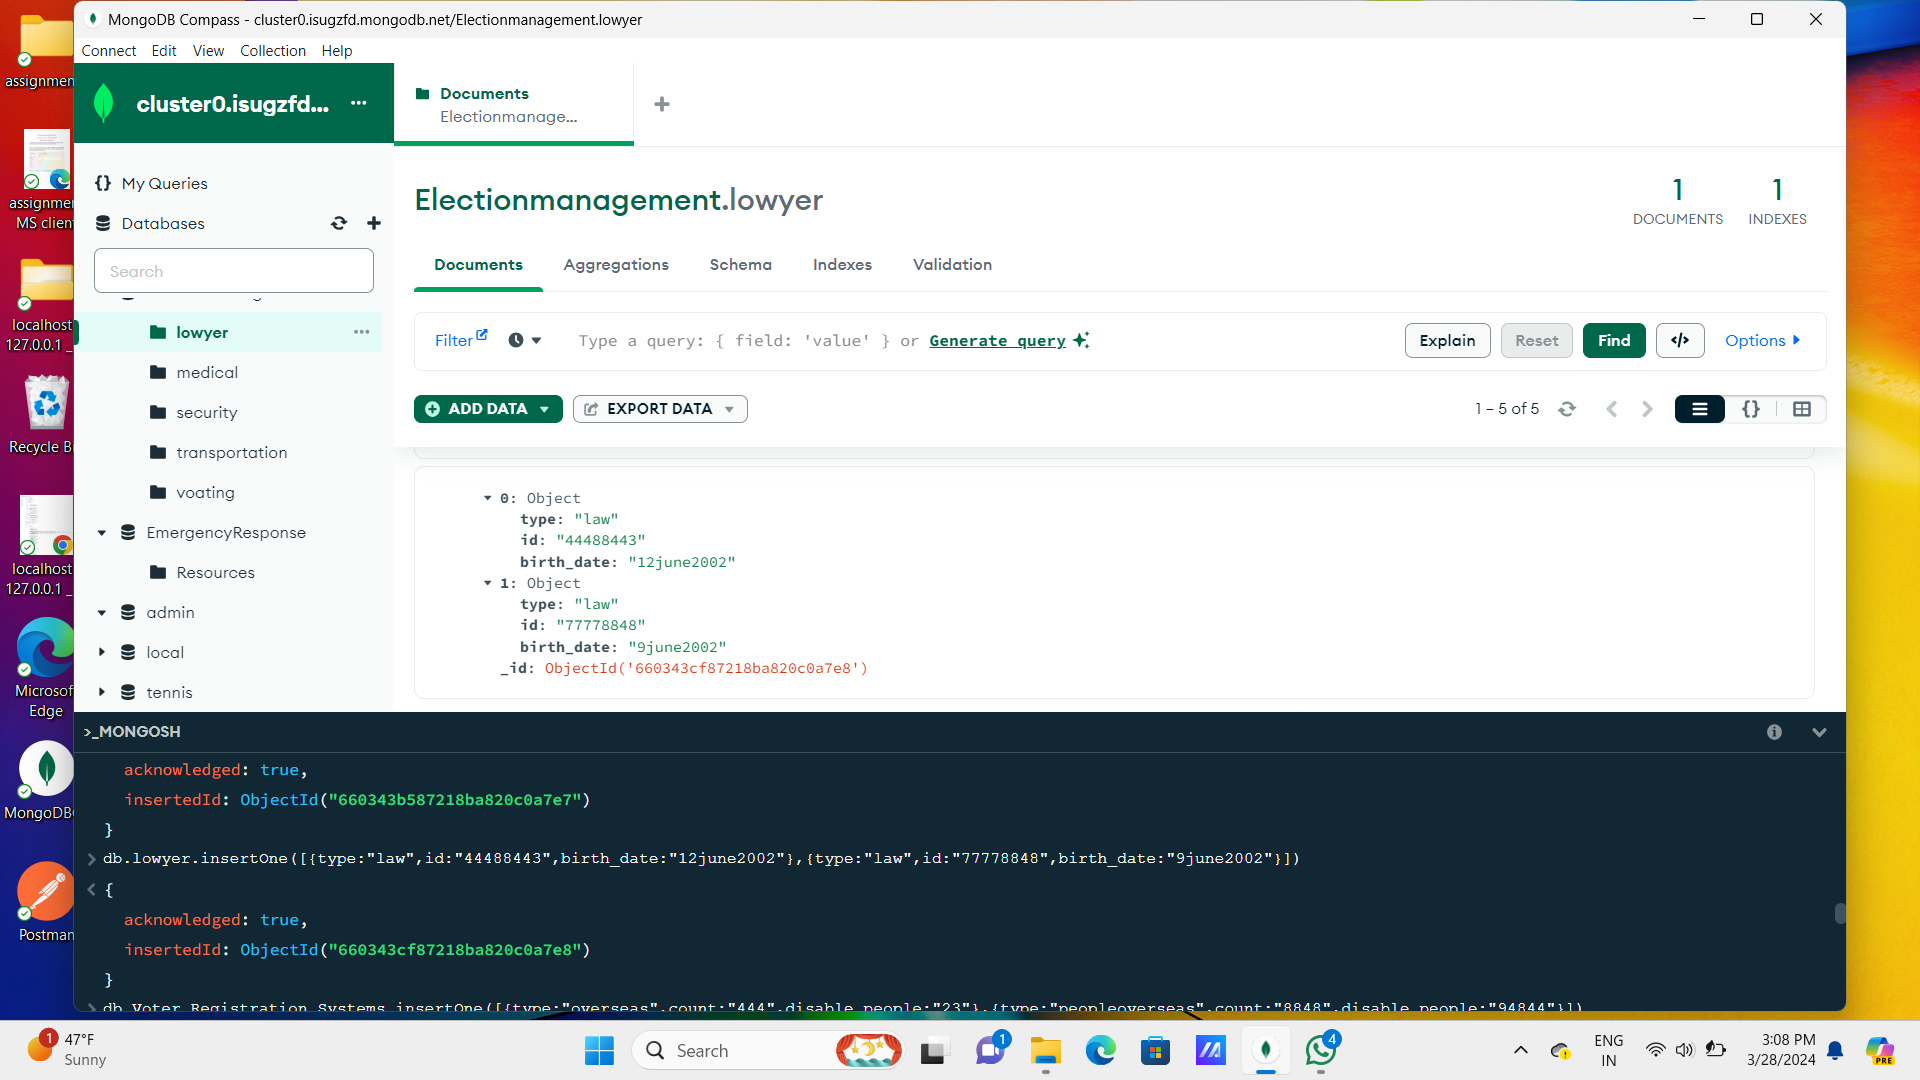 MongoDB Compass - cluster0.isugzfd.mongodb.net/Electionmanagement.lowyer
Connect Edit View Collection Help
cluster0.isugzfd...
Documents
Electionmanage...
My Queries
Databases
Search
lowyer
medical
security
transportation
voating
EmergencyResponse
Resources
admin
local
tennis
Electionmanagement.lowyer
1
DOCUMENTS
1
INDEXES
Documents Aggregations Schema Indexes Validation
Filter
Type a query: { field: 'value' } or Generate query
Explain Reset Find </> Options
ADD DATA EXPORT DATA
1 – 5 of 5
{}
0: Object
type: "law"
id: "44488443"
birth_date: "12june2002"
1: Object
type: "law"
id: "77778848"
birth_date: "9june2002"
_id: ObjectId('660343cf87218ba820c0a7e8')
>_MONGOSH
acknowledged: true,
insertedId: ObjectId("660343b587218ba820c0a7e7")
}
db.lowyer.insertOne([{type:"law",id:"44488443",birth_date:"12june2002"},{type:"law",id:"77778848",birth_date:"9june2002"}])
{
acknowledged: true,
insertedId: ObjectId("660343cf87218ba820c0a7e8")
}
db.Voter_Registration_Systems.insertOne([{type:"overseas",count:"444",disable_people:"23"},{type:"peopleoverseas",count:"8848",disable_people:"94844"}])
assignmen
assignmen
MS client
localhost
127.0.0.1 _
Recycle B
localhost
127.0.0.1 _
Microsof
Edge
MongoDB
Postman
1
47°F
Sunny
Search
1
4
ENG
IN
3:08 PM
3/28/2024
PRE